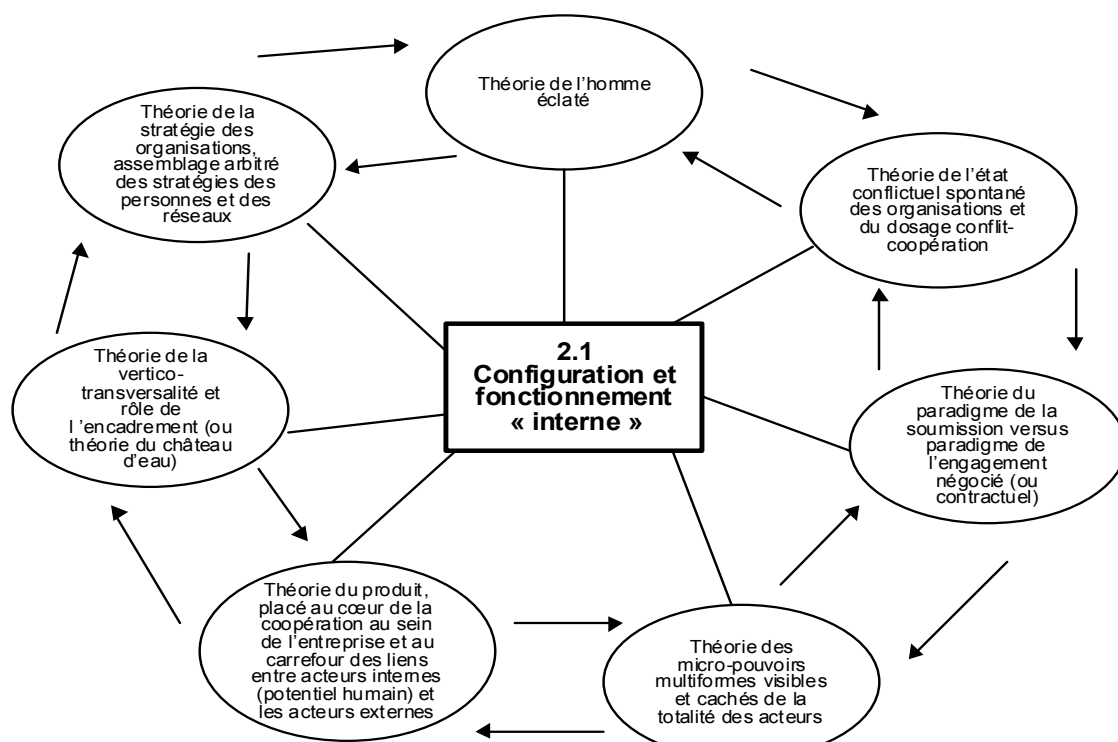 Théorie de l'homme
éclaté
Théorie de la
stratégie des
organisations,
assemblage arbitré
des stratégies des
personnes et des
réseaux
Théorie de l'état
conflictuel spontané
des organisations et
du dosage conflit-
coopération
2.1
Configuration et
fonctionnement
« interne »
Théorie de la
vertico-
transversalité et
rôle de
l 'encadrement (ou
théorie du château
d'eau)
Théorie du
paradigme de la
soumission versus
paradigme de
l'engagement
négocié (ou
contractuel)
Théorie du produit,
placé au cœur de la
coopération au sein
de l'entreprise et au
carrefour des liens
entre acteurs internes
(potentiel humain) et
les acteurs externes
Théorie des
micro-pouvoirs
multiformes visibles
et cachés de la
totalité des acteurs